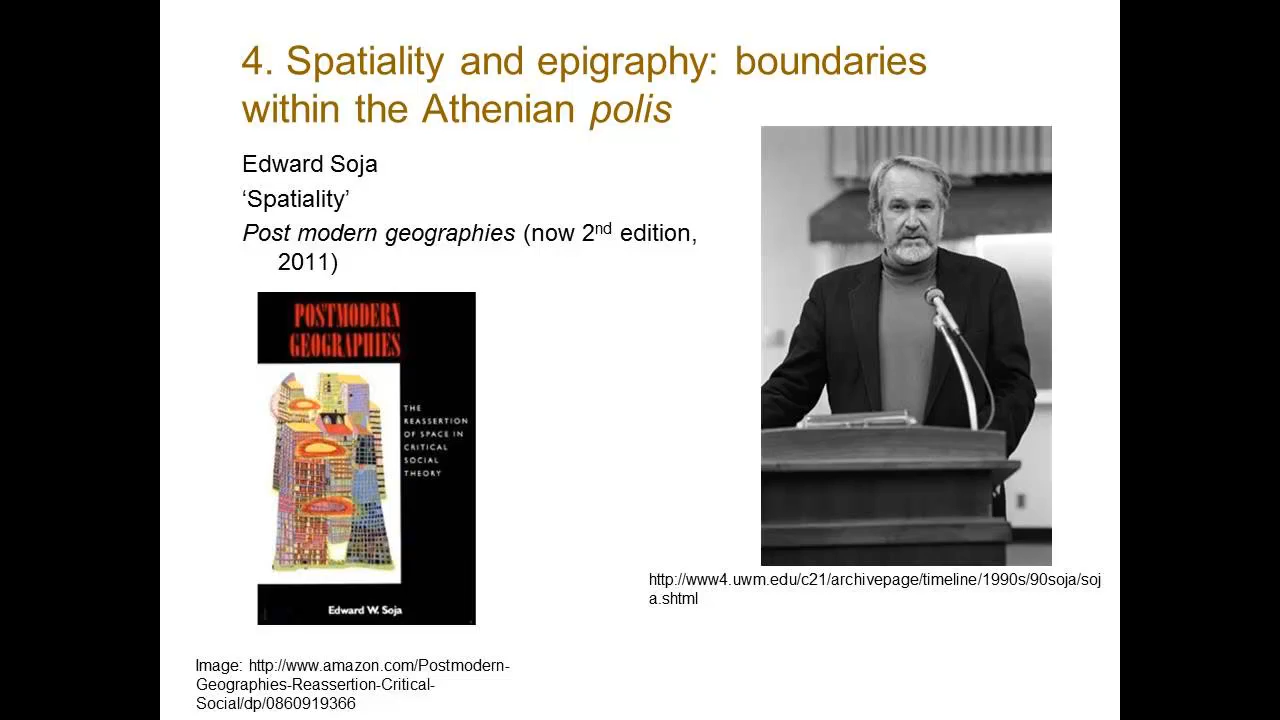 4. Spatiality and epigraphy: boundaries
within the Athenian polis
Edward Soja
‘Spatiality’
Post modern geographies (now 2nd edition,
2011)
POSTMODERN
GEOGRAPHIES
THE
REASSERTION
OF SPACE IN
CRITICAL
SOCIAL
THEORY
Edward W. Soja
http://www4.uwm.edu/c21/archivepage/timeline/1990s/90soja/soj
a.shtml
Image: http://www.amazon.com/Postmodern-
Geographies-Reassertion-Critical-
Social/dp/0860919366